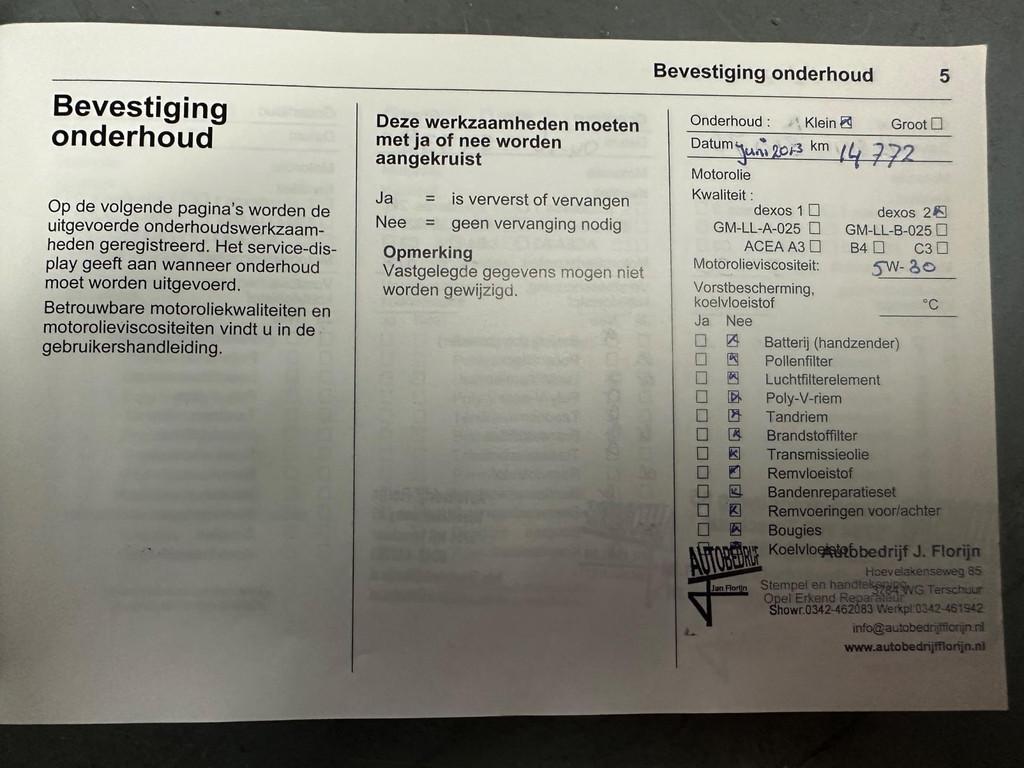 Bevestiging onderhoud 5
Bevestiging
onderhoud
Op de volgende pagina's worden de
uitgevoerde onderhoudswerkzaam-
heden geregistreerd. Het service-dis-
play geeft aan wanneer onderhoud
moet worden uitgevoerd.
Betrouwbare motoroliekwaliteiten en
motorolieviscositeiten vindt u in de
gebruikershandleiding.
Deze werkzaamheden moeten
met ja of nee worden
aangekruist
Ja = is ververst of vervangen
Nee = geen vervanging nodig
Opmerking
Vastgelegde gegevens mogen niet
worden gewijzigd.
Onderhoud : Klein ☒ Groot ☐
Datum juni 2013 km 14 772
Motorolie
Kwaliteit :
dexos 1 ☐ dexos 2 ☒
GM-LL-A-025 ☐ GM-LL-B-025 ☐
ACEA A3 ☐ B4 ☐ C3 ☐
Motorolieviscositeit: 5W-30
Vorstbescherming,
koelvloeistof °C
Ja Nee
☐ ☒ Batterij (handzender)
☐ ☒ Pollenfilter
☐ ☒ Luchtfilterelement
☐ ☒ Poly-V-riem
☐ ☒ Tandriem
☐ ☒ Brandstoffilter
☐ ☒ Transmissieolie
☐ ☒ Remvloeistof
☐ ☒ Bandenreparatieset
☐ ☒ Remvoeringen voor/achter
☐ ☒ Bougies
☐ ☒ Koelvloeistof
Autobedrijf J. Florijn
AUTOBEDRIJF
Jan Florijn
Hoevelakenseweg 85
Stempel en handtekening
3784 WG Terschuur
Opel Erkend Reparateur
Showr.0342-462083 Werkpl.0342-461942
info@autobedrijfflorijn.nl
www.autobedrijfflorijn.nl